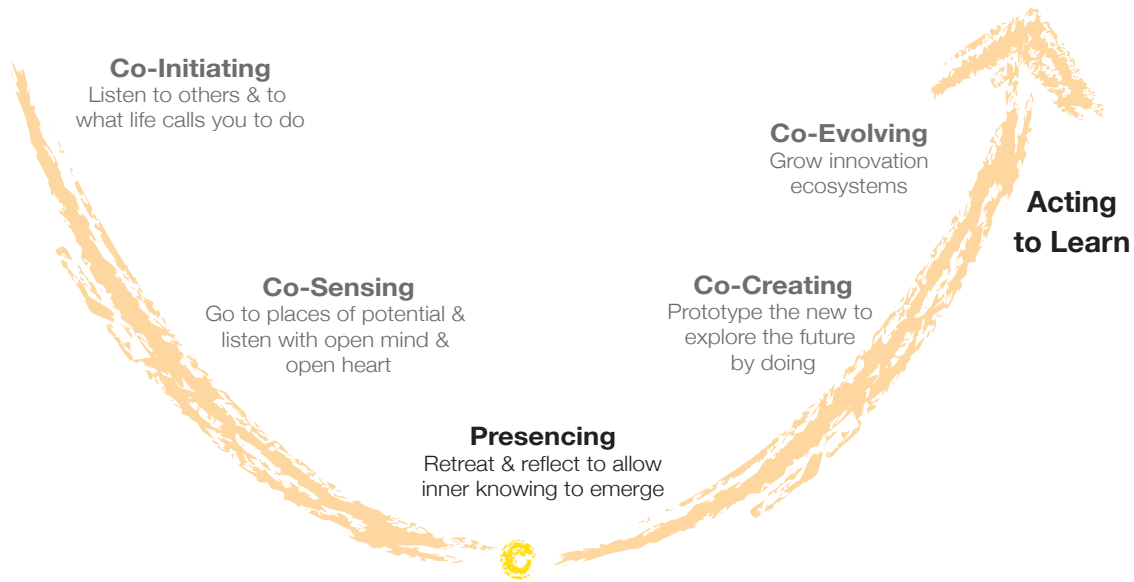 Co-Initiating
Listen to others & to
what life calls you to do
Co-Sensing
Go to places of potential &
listen with open mind &
open heart
Presencing
Retreat & reflect to allow
inner knowing to emerge
Co-Creating
Prototype the new to
explore the future
by doing
Co-Evolving
Grow innovation
ecosystems
Acting
to Learn